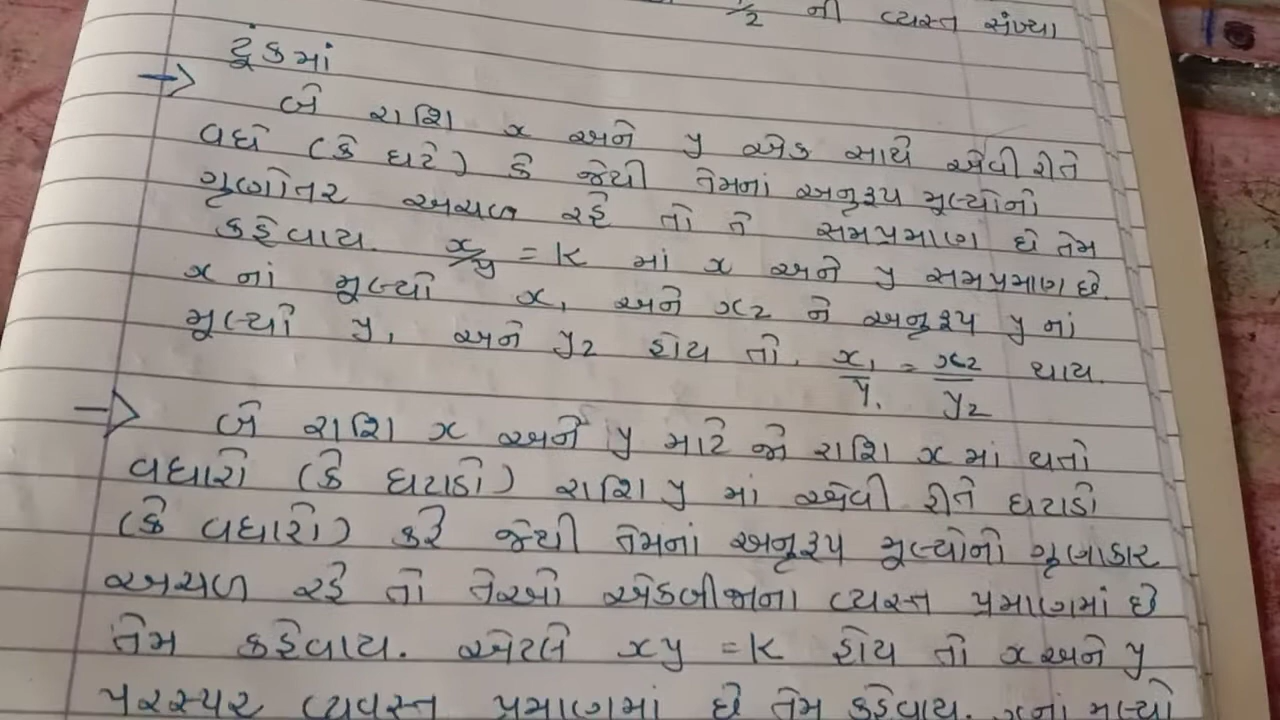 1/2 ની વ્યસ્ત સંખ્યા
ટૂંકમાં
→ બે રાશિ x અને y એક સાથે એવી રીતે
વધે (કે ઘટે) કે જેથી તેમનાં અનુરૂપ મૂલ્યોનો
ગૂણોતર અચળ રહે તો તે સમપ્રમાણ છે તેમ
કહેવાય. x/y = K માં x અને y સમપ્રમાણ છે.
x નાં મૂલ્યો x₁ અને x₂ ને અનુરૂપ y નાં
મૂલ્યો y₁ અને y₂ હોય તો. x₁/y₁ = x₂/y₂ થાય.
→ બે રાશિ x અને y માટે જો રાશિ x માં થતો
વધારો (કે ઘટાડો) રાશિ y માં એવી રીતે ઘટાડો
(કે વધારો) કરે જેથી તેમનાં અનૂરૂપ મૂલ્યોનો ગૂણાકાર
અચળ રહે તો તેઓ એકબીજાના વ્યસ્ત પ્રમાણમાં છે
તેમ કહેવાય. એટલે xy = K હોય તો x અને y
પરસ્પર વ્યવસ્ત પ્રમાણમાં છે તેમ કહેવાય. xનાં મૂલ્યો